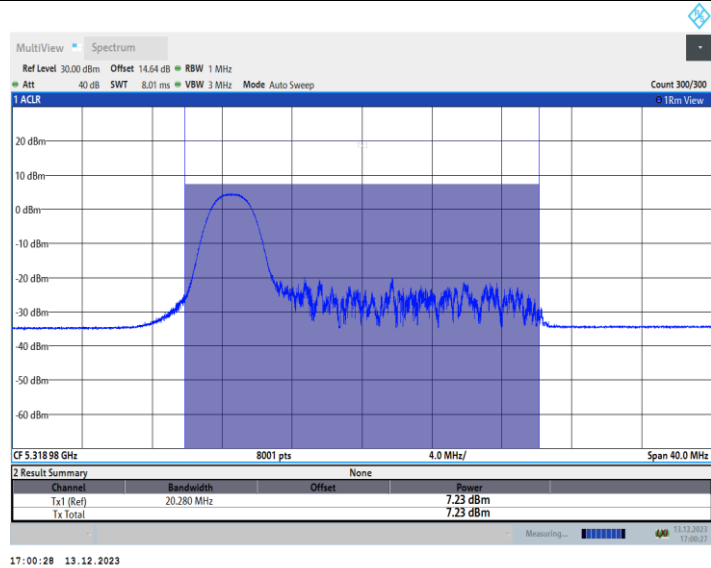 R&S
MultiView Spectrum
Ref Level 30.00 dBm Offset 14.64 dB RBW 1 MHz
Att 40 dB SWT 8.01 ms VBW 3 MHz Mode Auto Sweep Count 300/300
1 ACLR 1Rm View
20 dBm
10 dBm
0 dBm
-10 dBm
-20 dBm
-30 dBm
-40 dBm
-50 dBm
-60 dBm
CF 5.31898 GHz 8001 pts 4.0 MHz/ Span 40.0 MHz
2 Result Summary None
Channel Bandwidth Offset Power
Tx1 (Ref) 20.280 MHz 7.23 dBm
Tx Total 7.23 dBm
Measuring... 13.12.2023
17:00:27
17:00:28 13.12.2023